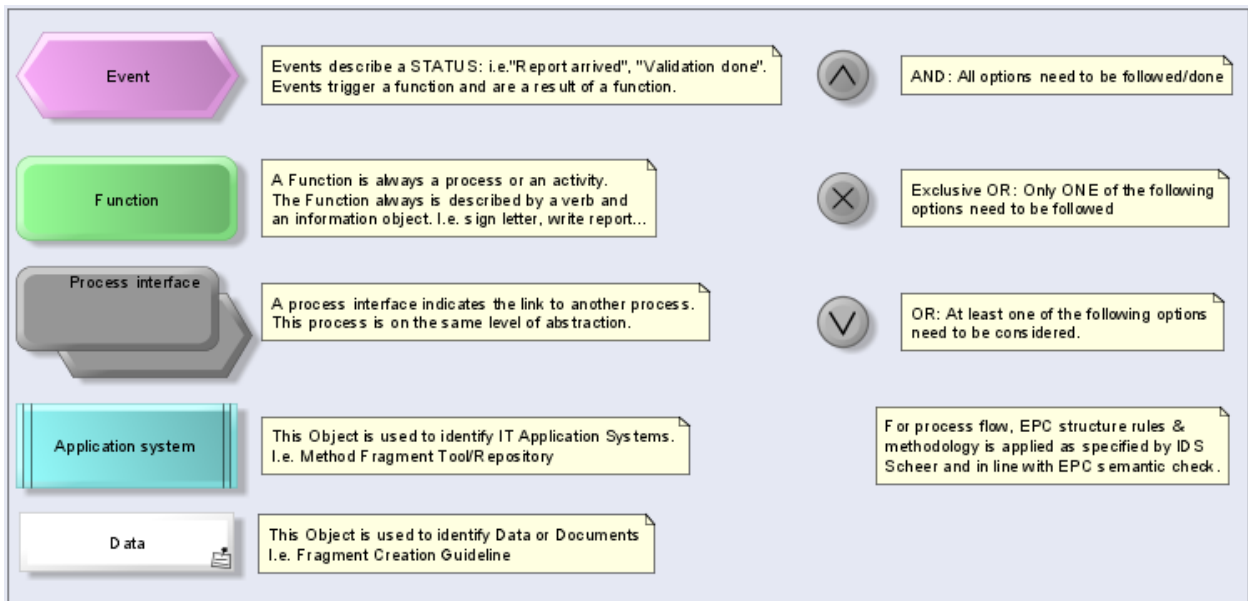 Event
Events describe a STATUS: i.e."Report arrived", "Validation done".
Events trigger a function and are a result of a function.
AND: All options need to be followed/done
Function
A Function is always a process or an activity.
The Function always is described by a verb and
an information object. I.e. sign letter, write report...
Exclusive OR: Only ONE of the following
options need to be followed
Process interface
A process interface indicates the link to another process.
This process is on the same level of abstraction.
OR: At least one of the following options
need to be considered.
Application system
This Object is used to identify IT Application Systems.
I.e. Method Fragment Tool/Repository
For process flow, EPC structure rules &
methodology is applied as specified by IDS
Scheer and in line with EPC semantic check.
Data
This Object is used to identify Data or Documents
I.e. Fragment Creation Guideline